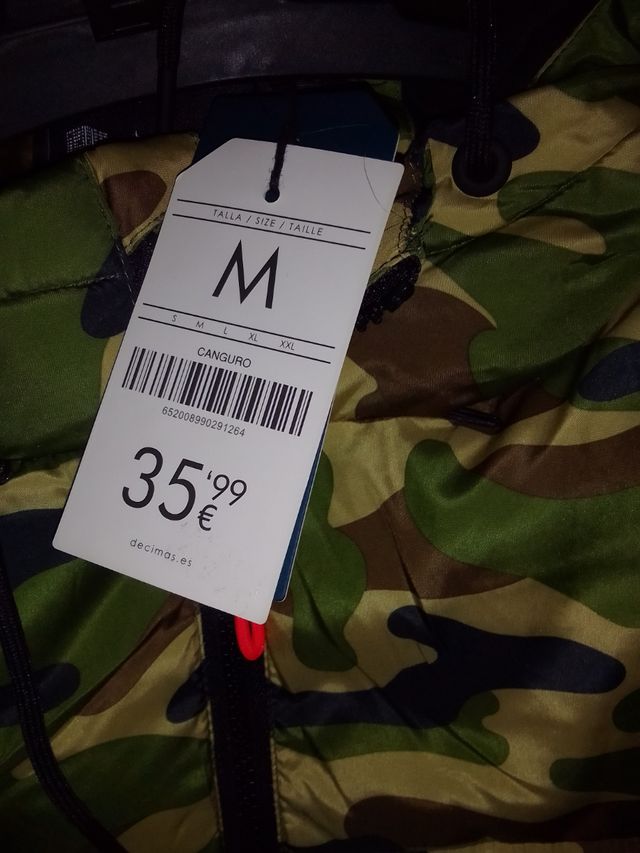 TALLA / SIZE / TAILLE
M
S M L XL XXL
CANGURO
652008990291264
35'99 €
decimas.es